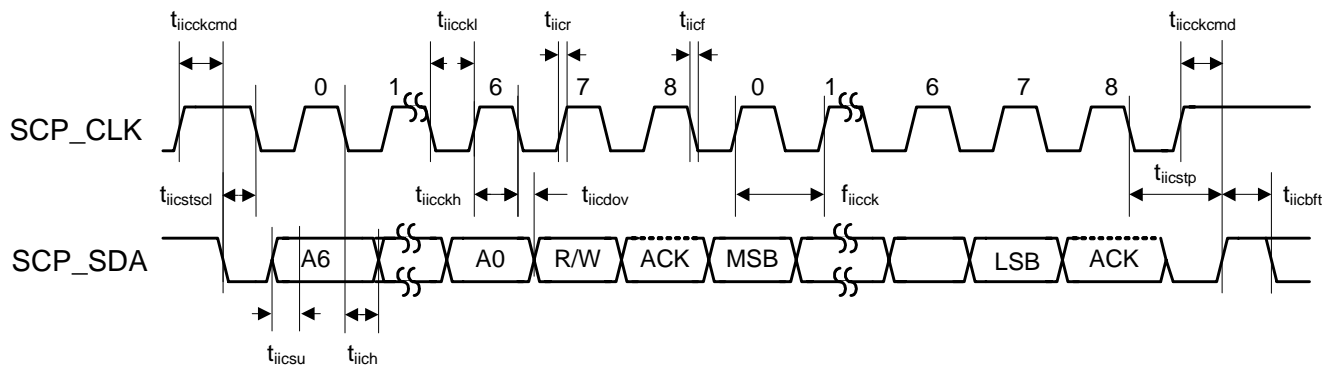 t_iicckcmd t_iicckl t_iicr t_iicf t_iicckcmd
0 1 6 7 8 0 1 6 7 8
SCP_CLK
t_iicstscl t_iicckh t_iicdov f_iicck t_iicstp t_iicbft
SCP_SDA A6 A0 R/W ACK MSB LSB ACK
t_iicsu t_iich